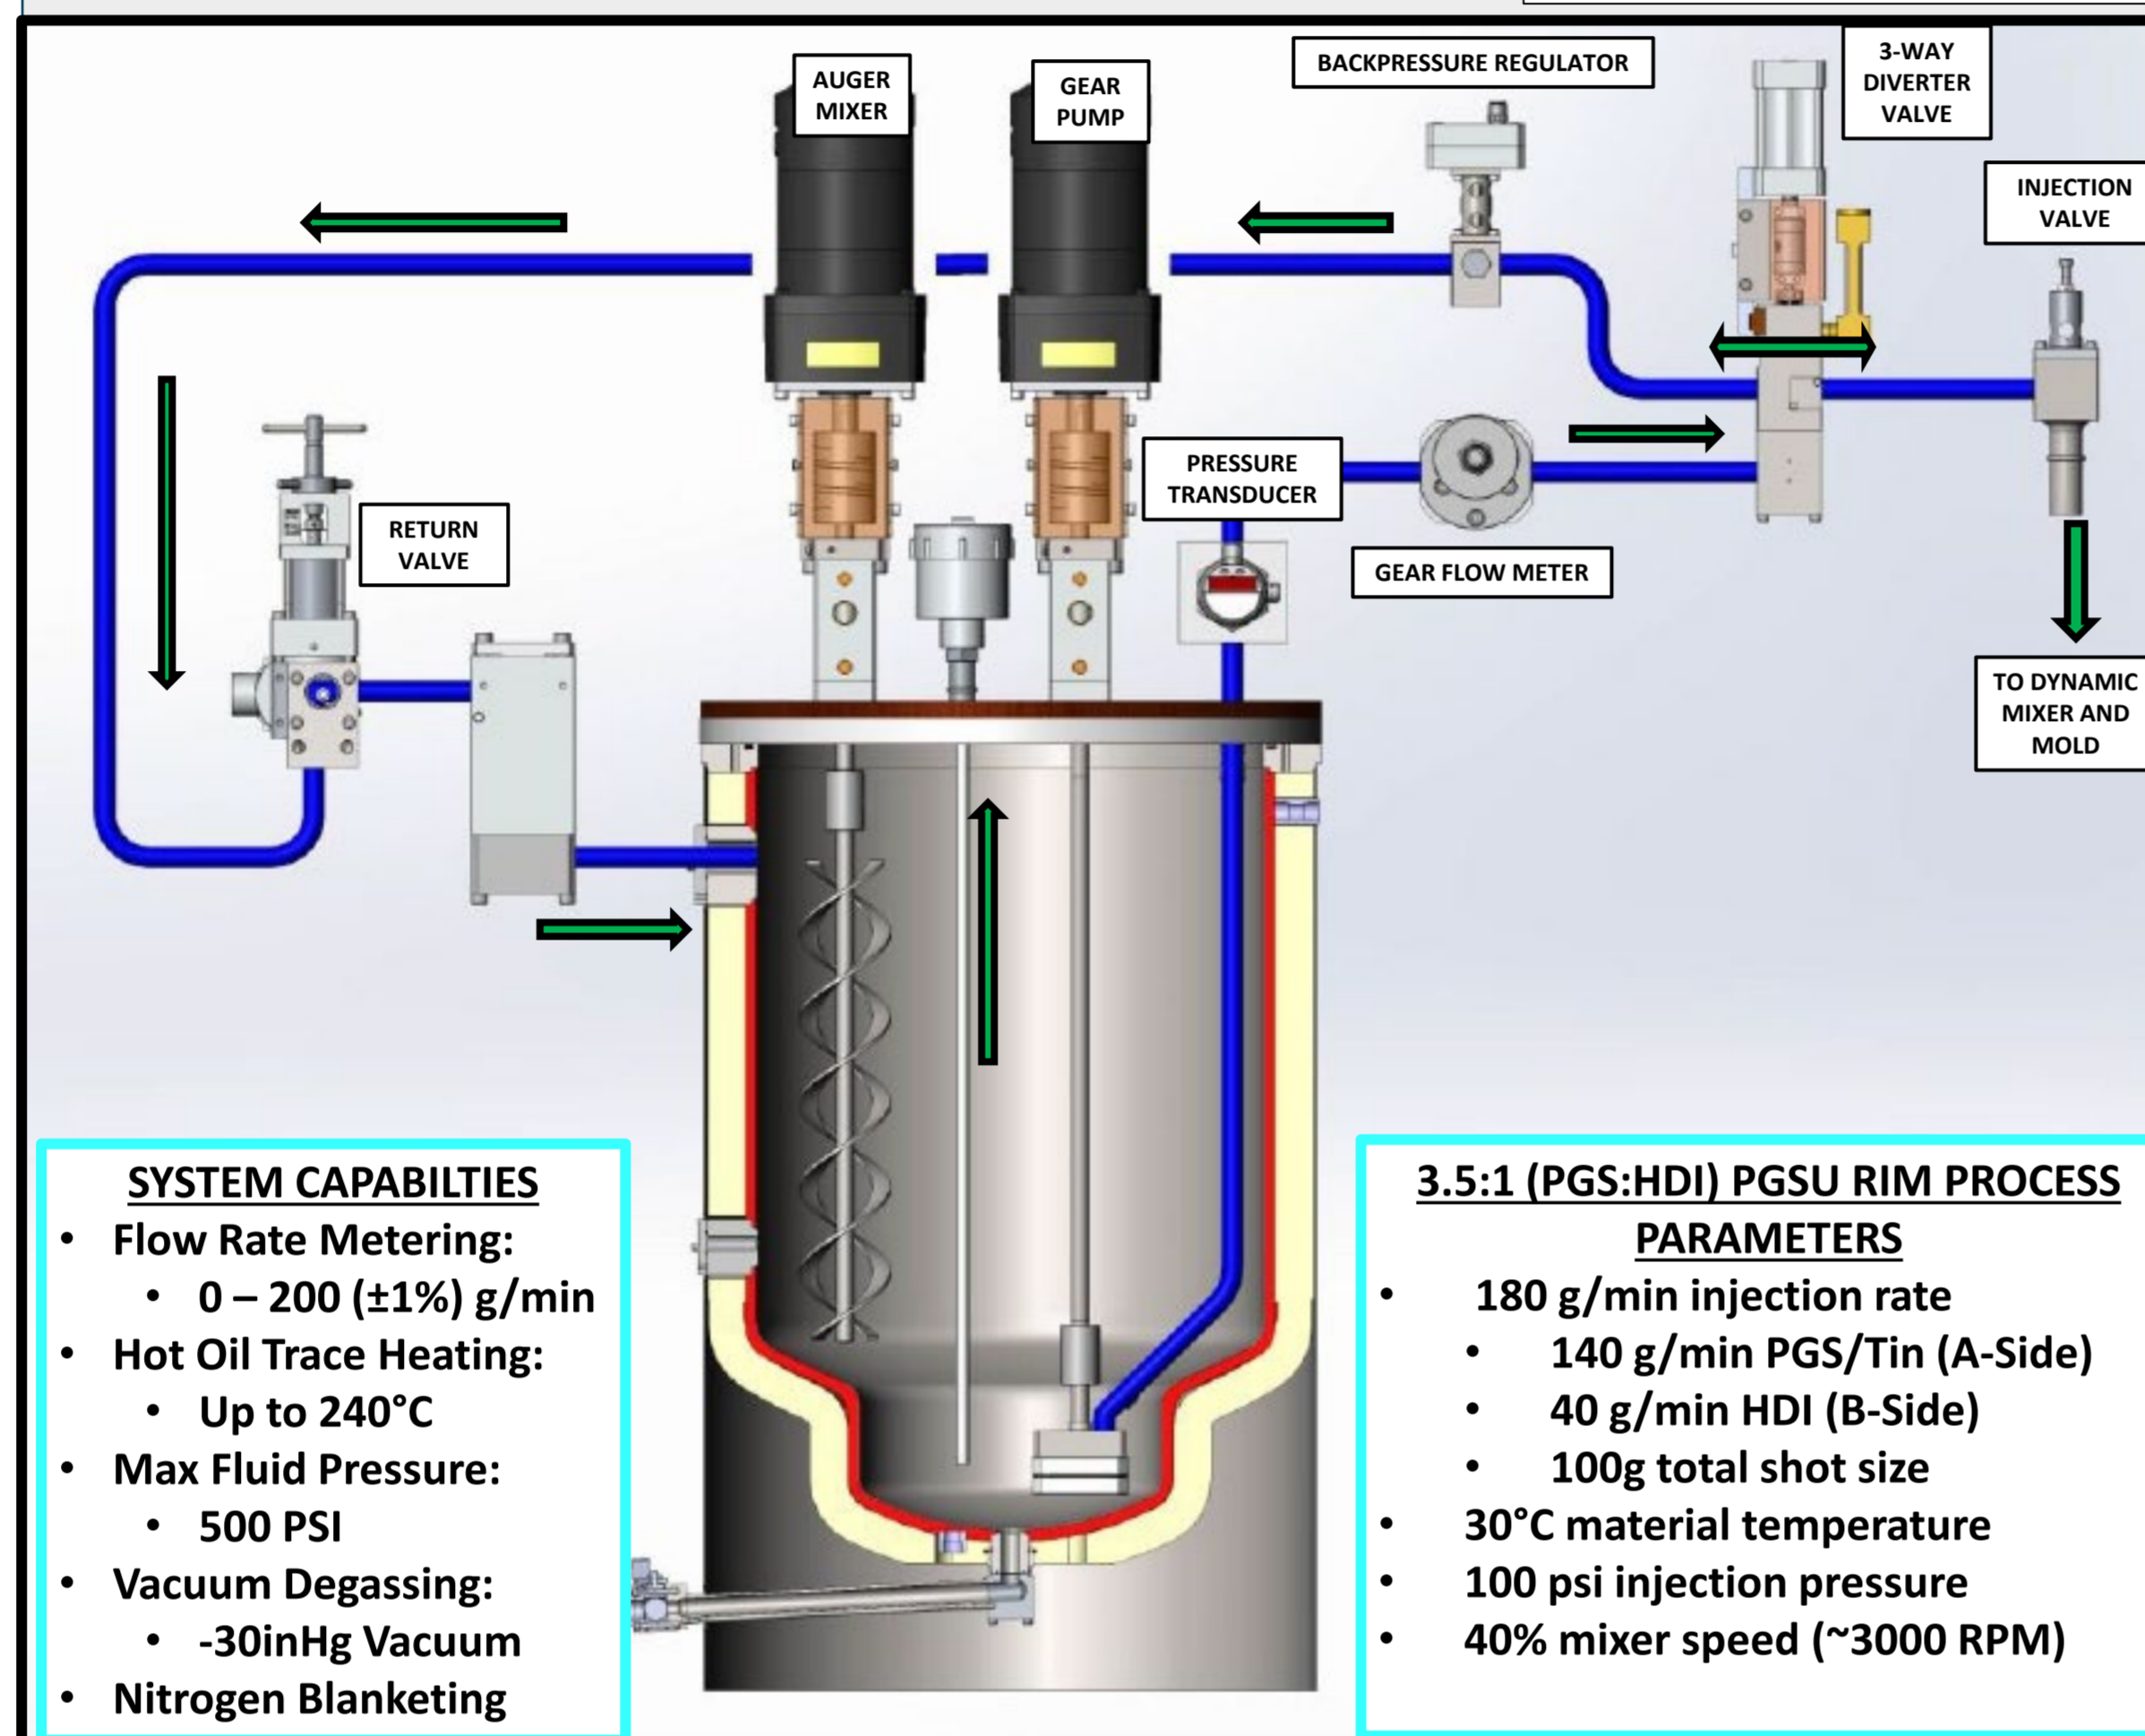 AUGER
MIXER
GEAR
PUMP
BACKPRESSURE REGULATOR
3-WAY
DIVERTER
VALVE
INJECTION
VALVE
RETURN
VALVE
PRESSURE
TRANSDUCER
GEAR FLOW METER
TO DYNAMIC
MIXER AND
MOLD
SYSTEM CAPABILTIES
• Flow Rate Metering:
• 0 – 200 (±1%) g/min
• Hot Oil Trace Heating:
• Up to 240°C
• Max Fluid Pressure:
• 500 PSI
• Vacuum Degassing:
• -30inHg Vacuum
• Nitrogen Blanketing
3.5:1 (PGS:HDI) PGSU RIM PROCESS
PARAMETERS
• 180 g/min injection rate
• 140 g/min PGS/Tin (A-Side)
• 40 g/min HDI (B-Side)
• 100g total shot size
• 30°C material temperature
• 100 psi injection pressure
• 40% mixer speed (~3000 RPM)